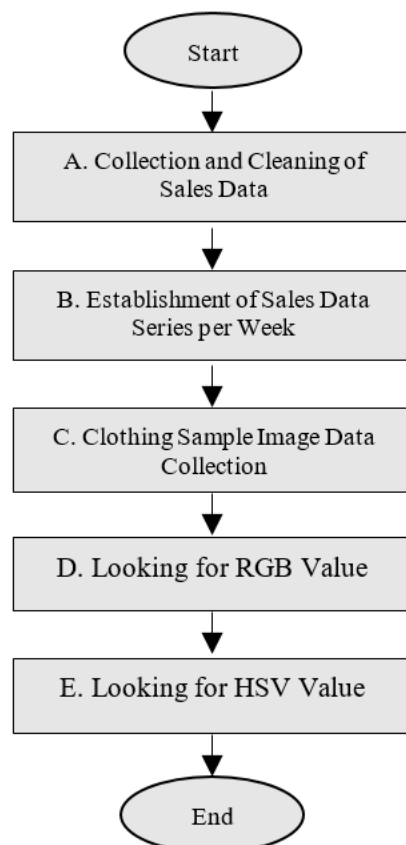 Start
A. Collection and Cleaning of
Sales Data
B. Establishment of Sales Data
Series per Week
C. Clothing Sample Image Data
Collection
D. Looking for RGB Value
E. Looking for HSV Value
End